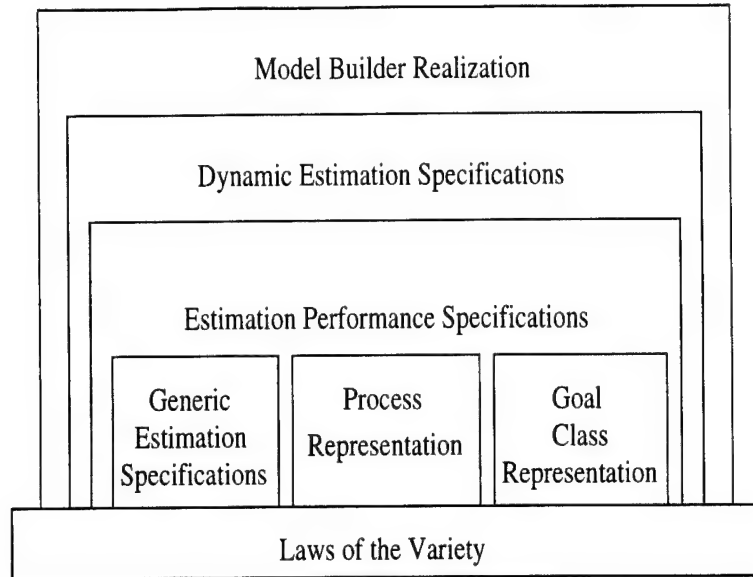 Model Builder Realization
Dynamic Estimation Specifications
Estimation Performance Specifications
Generic
Estimation
Specifications
Process
Representation
Goal
Class
Representation
Laws of the Variety